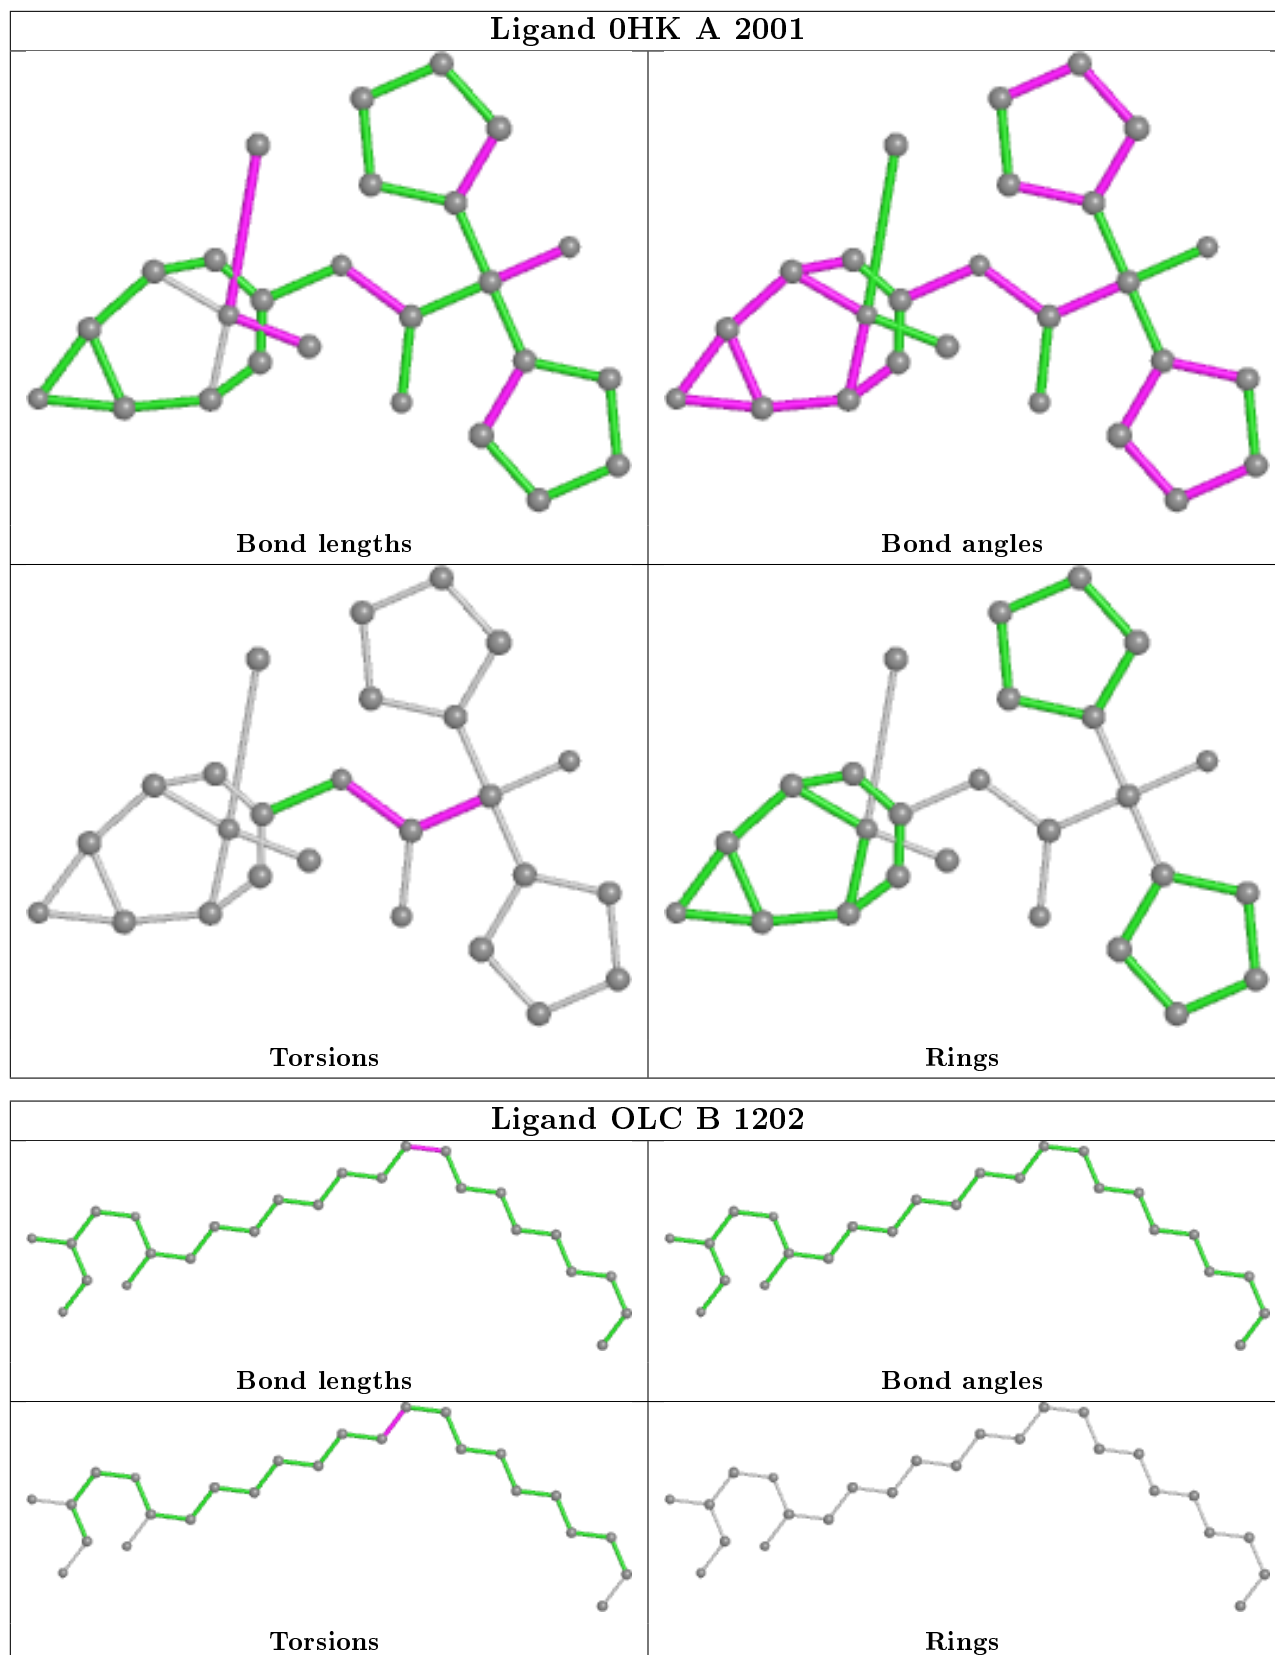 Ligand 0HK A 2001
Bond lengths
Bond angles
Torsions
Rings
Ligand OLC B 1202
Bond lengths
Bond angles
Torsions
Rings